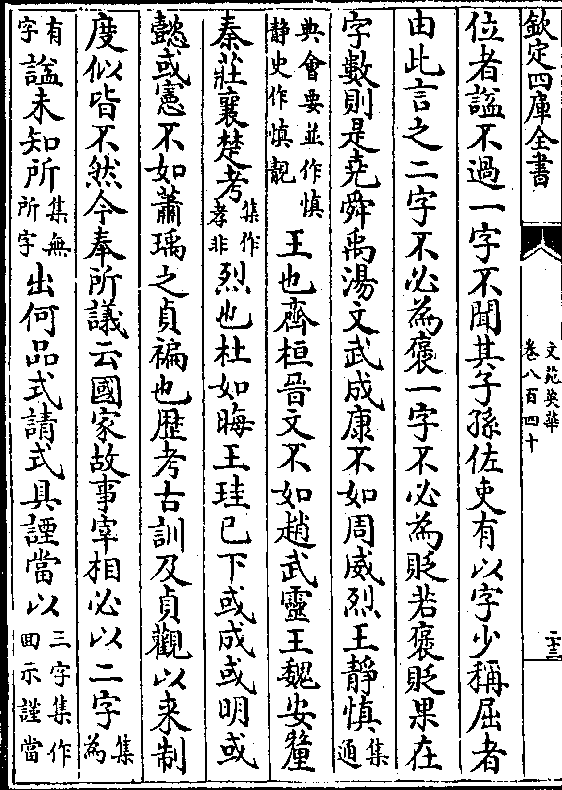 欽定四庫全書
文苑英華
卷八百四十
二十三
位者謚不過一字不聞其子孫佐吏有以字少稱屈者
由此言之二字不必為襃一字不必為貶若襃貶果在
字數則是堯舜禹湯文武成康不如周威烈王靜慎集通
典會要並作慎静史作慎靚王也齊桓晉文不如趙武靈王魏安釐
秦莊襄楚考集作孝非烈也杜如晦王珪已下或成或明或
懿或憲不如蕭瑀之貞褊也歴考古訓及貞觀以来制
度似皆不然今奉所議云國家故事宰相必以二字集為
有字謚未知所集無所字出何品式請式具謹當以三字集作回示謹當